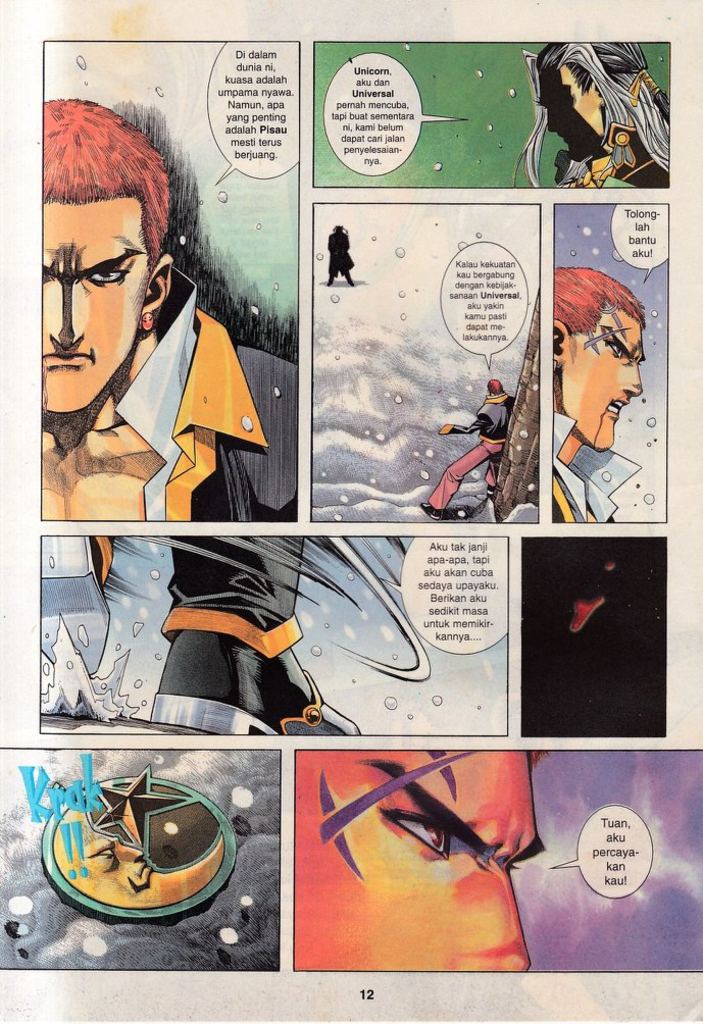 Di dalam
dunia ni,
kuasa adalah
umpama nyawa.
Namun, apa
yang penting
adalah Pisau
mesti terus
berjuang.
Unicorn,
aku dan
Universal
pernah mencuba,
tapi buat sementara
ni, kami belum
dapat cari jalan
penyelesaian-
nya.
Kalau kekuatan
kau bergabung
dengan kebijak-
sanaan Universal,
aku yakin
kamu pasti
dapat me-
lakukannya.
Tolong-
lah
bantu
aku!
Aku tak janji
apa-apa, tapi
aku akan cuba
sedaya upayaku.
Berikan aku
sedikit masa
untuk memikir-
kannya....
Krak
!!
Tuan,
aku
percaya-
kan
kau!
12